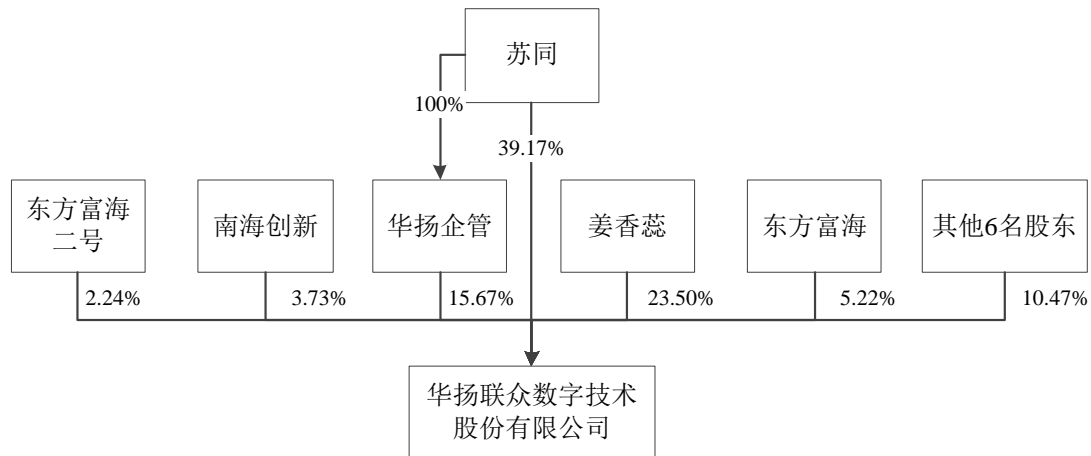 苏同
100%
39.17%
东方富海
二号
南海创新
华扬企管
姜香蕊
东方富海
其他6名股东
2.24%
3.73%
15.67%
23.50%
5.22%
10.47%
华扬联众数字技术
股份有限公司